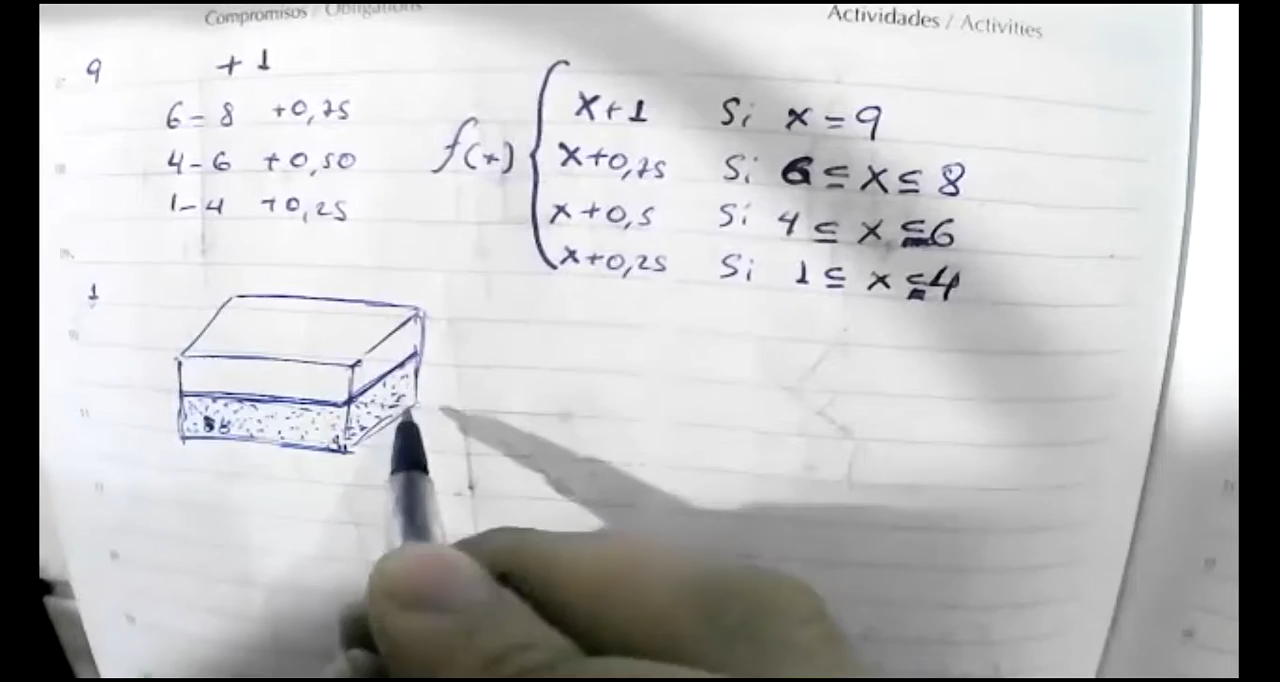 Compromisos / Obligations
Actividades / Activities
9 +1
6-8 +0,75
4-6 +0,50
1-4 +0,25
f(x)
x+1 Si x = 9
x+0,75 Si 6 ≤ x ≤ 8
x+0,5 Si 4 ≤ x ≤ 6
x+0,25 Si 1 ≤ x ≤ 4
1